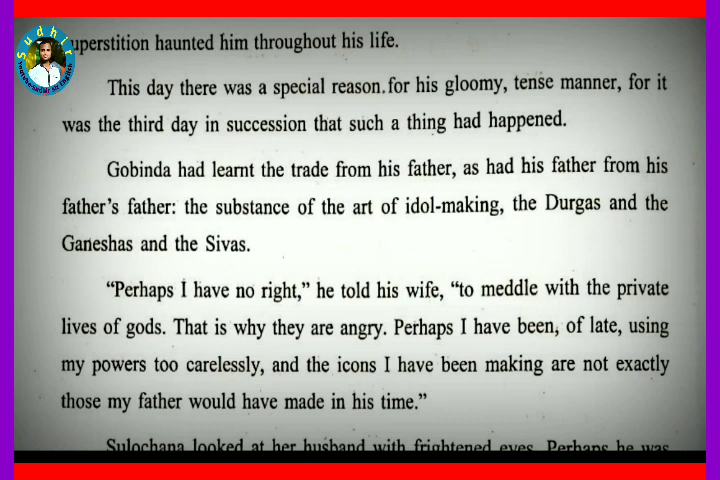 Sudhir
uperstition haunted him throughout his life.
This day there was a special reason for his gloomy, tense manner, for it
was the third day in succession that such a thing had happened.
Gobinda had learnt the trade from his father, as had his father from his
father's father: the substance of the art of idol-making, the Durgas and the
Ganeshas and the Sivas.
"Perhaps I have no right," he told his wife, "to meddle with the private
lives of gods. That is why they are angry. Perhaps I have been, of late, using
my powers too carelessly, and the icons I have been making are not exactly
those my father would have made in his time."
Sulochana looked at her husband with frightened eyes. Perhaps he was